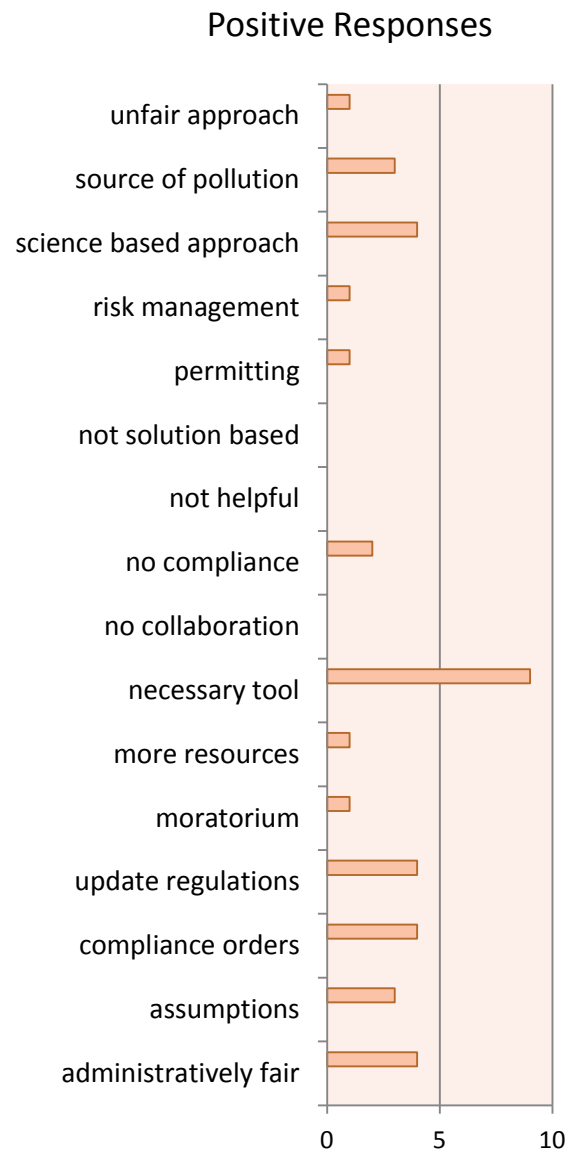 Positive Responses
unfair approach
source of pollution
science based approach
risk management
permitting
not solution based
not helpful
no compliance
no collaboration
necessary tool
more resources
moratorium
update regulations
compliance orders
assumptions
administratively fair
0 5 10